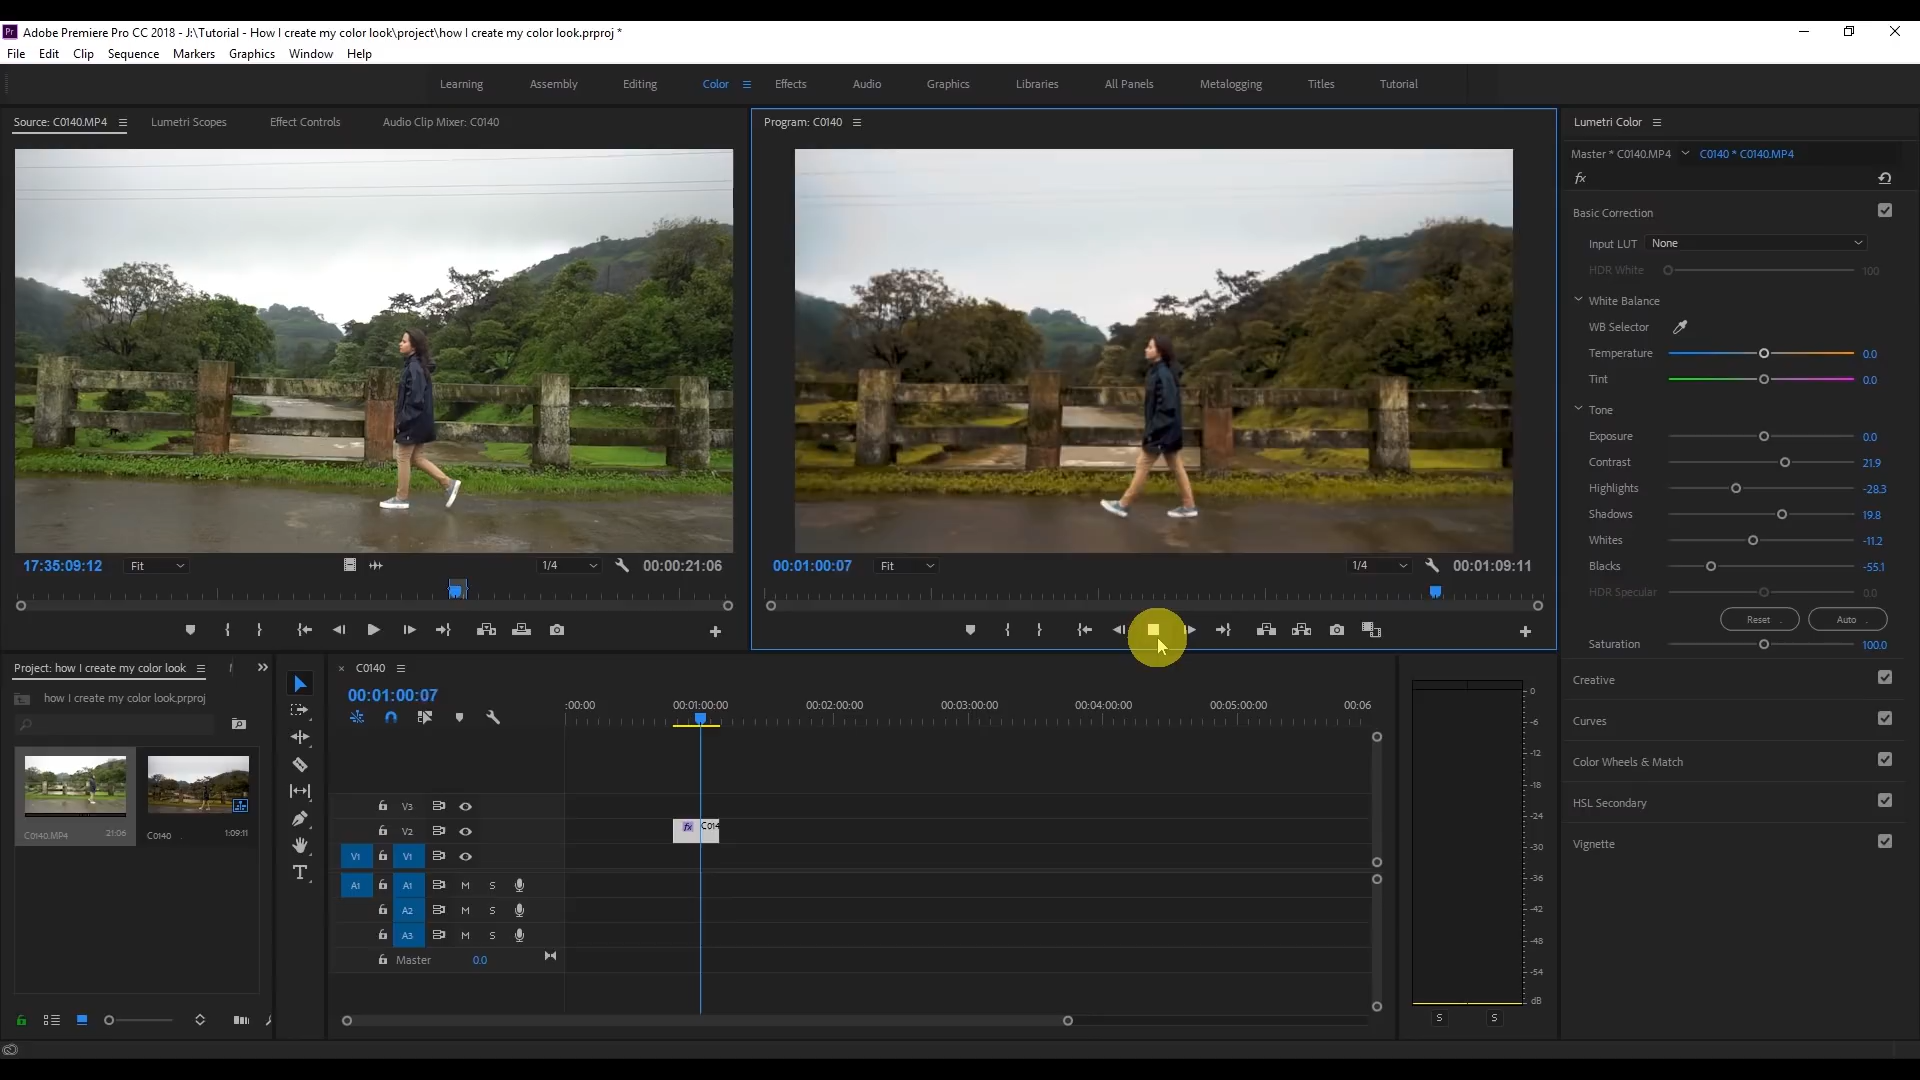 Pr Adobe Premiere Pro CC 2018 - J:\Tutorial - How I create my color look\project\how I create my color look.prproj *
File Edit Clip Sequence Markers Graphics Window Help
Learning Assembly Editing Color Effects Audio Graphics Libraries All Panels Metalogging Titles Tutorial
Source: C0140.MP4 Lumetri Scopes Effect Controls Audio Clip Mixer: C0140
Program: C0140
Lumetri Color
Master * C0140.MP4 C0140 * C0140.MP4
fx
Basic Correction
Input LUT None
HDR White 100
White Balance
WB Selector
Temperature 0.0
Tint 0.0
Tone
Exposure 0.0
Contrast 21.9
Highlights -28.3
Shadows 19.8
Whites -11.2
Blacks -55.1
HDR Specular 0.0
Reset Auto
Saturation 100.0
Creative
Curves
Color Wheels & Match
HSL Secondary
Vignette
17:35:09:12 Fit 1/4 00:00:21:06
00:01:00:07 Fit 1/4 00:01:09:11
Project: how I create my color look
how I create my color look.prproj
C0140.MP4 21:06
C0140 1:09:11
C0140
00:01:00:07
:00:00 00:01:00:00 00:02:00:00 00:03:00:00 00:04:00:00 00:05:00:00 00:06
V3
V2
fx C014
V1 V1
A1 A1 M S
A2 M S
A3 M S
Master 0.0
0
-6
-12
-18
-24
-30
-36
-42
-48
-54
dB
S S